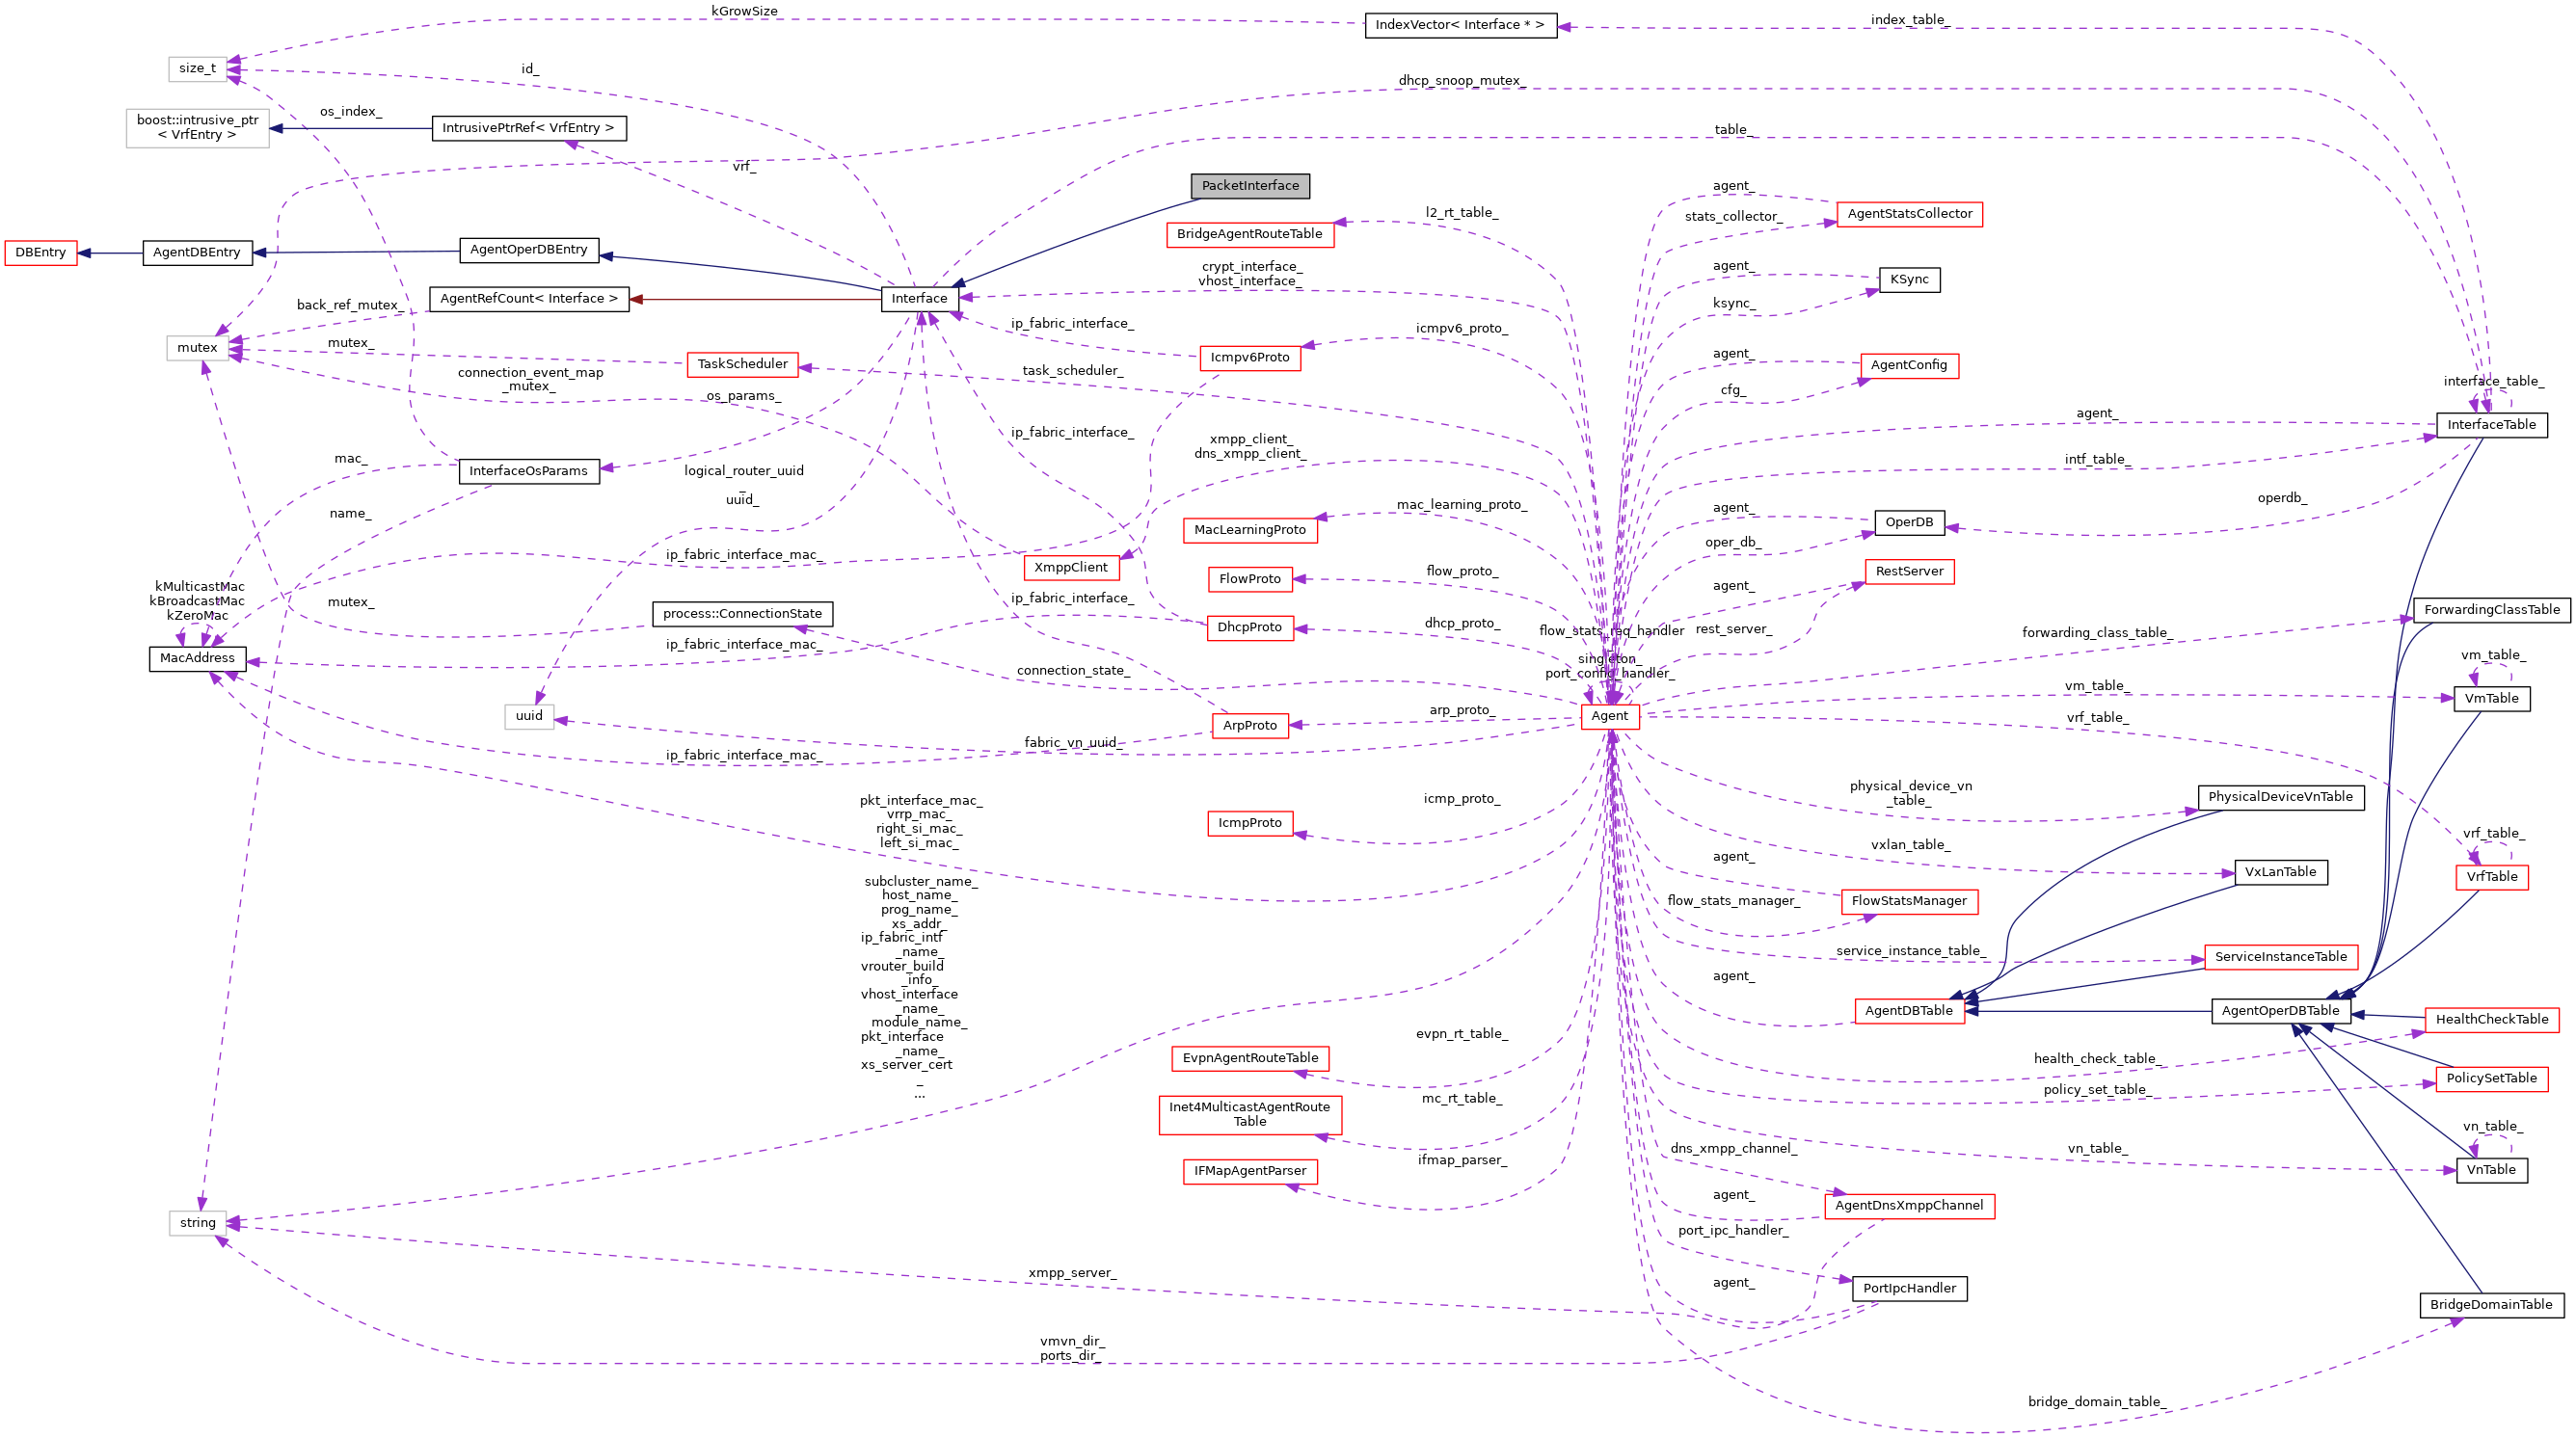 kGrowSize
IndexVector< Interface * >
index_table_
size_t
id_
dhcp_snoop_mutex_
os_index_
boost::intrusive_ptr
< VrfEntry >
IntrusivePtrRef< VrfEntry >
table_
vrf_
PacketInterface
agent_
AgentStatsCollector
stats_collector_
l2_rt_table_
BridgeAgentRouteTable
DBEntry
AgentDBEntry
AgentOperDBEntry
crypt_interface_
vhost_interface_
agent_
KSync
ksync_
AgentRefCount< Interface >
Interface
back_ref_mutex_
ip_fabric_interface_
icmpv6_proto_
mutex
mutex_
TaskScheduler
Icmpv6Proto
task_scheduler_
agent_
AgentConfig
cfg_
connection_event_map
_mutex_
os_params_
interface_table_
InterfaceTable
agent_
ip_fabric_interface_
xmpp_client_
dns_xmpp_client_
intf_table_
mac_
InterfaceOsParams
logical_router_uuid
_
uuid_
operdb_
name_
mac_learning_proto_
MacLearningProto
agent_
OperDB
oper_db_
ip_fabric_interface_mac_
XmppClient
flow_proto_
FlowProto
agent_
RestServer
kMulticastMac
kBroadcastMac
kZeroMac
mutex_
process::ConnectionState
ip_fabric_interface_
dhcp_proto_
DhcpProto
flow_stats_req_handler
_
singleton_
port_config_handler_
rest_server_
forwarding_class_table_
ForwardingClassTable
MacAddress
ip_fabric_interface_mac_
connection_state_
vm_table_
vm_table_
VmTable
uuid
arp_proto_
ArpProto
Agent
vrf_table_
fabric_vn_uuid_
ip_fabric_interface_mac_
physical_device_vn
_table_
PhysicalDeviceVnTable
pkt_interface_mac_
vrrp_mac_
right_si_mac_
left_si_mac_
icmp_proto_
IcmpProto
vxlan_table_
VxLanTable
vrf_table_
VrfTable
agent_
FlowStatsManager
flow_stats_manager_
subcluster_name_
host_name_
prog_name_
xs_addr_
ip_fabric_intf
_name_
vrouter_build
_info_
vhost_interface
_name_
module_name_
pkt_interface
_name_
xs_server_cert
_
...
service_instance_table_
ServiceInstanceTable
agent_
AgentDBTable
AgentOperDBTable
HealthCheckTable
evpn_rt_table_
EvpnAgentRouteTable
health_check_table_
policy_set_table_
PolicySetTable
mc_rt_table_
Inet4MulticastAgentRoute
Table
ifmap_parser_
IFMapAgentParser
dns_xmpp_channel_
vn_table_
vn_table_
VnTable
agent_
AgentDnsXmppChannel
string
port_ipc_handler_
xmpp_server_
agent_
PortIpcHandler
BridgeDomainTable
vmvn_dir_
ports_dir_
bridge_domain_table_